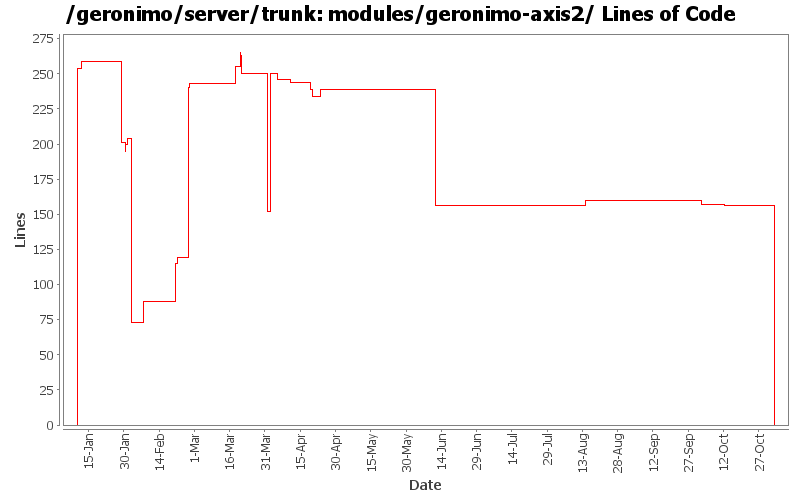 /geronimo/server/trunk: modules/geronimo-axis2/ Lines of Code
275
250
225
200
175
150
125
100
75
50
25
0
Lines
15-Jan
30-Jan
14-Feb
1-Mar
16-Mar
31-Mar
15-Apr
30-Apr
15-May
30-May
14-Jun
29-Jun
14-Jul
29-Jul
13-Aug
28-Aug
12-Sep
27-Sep
12-Oct
27-Oct
Date